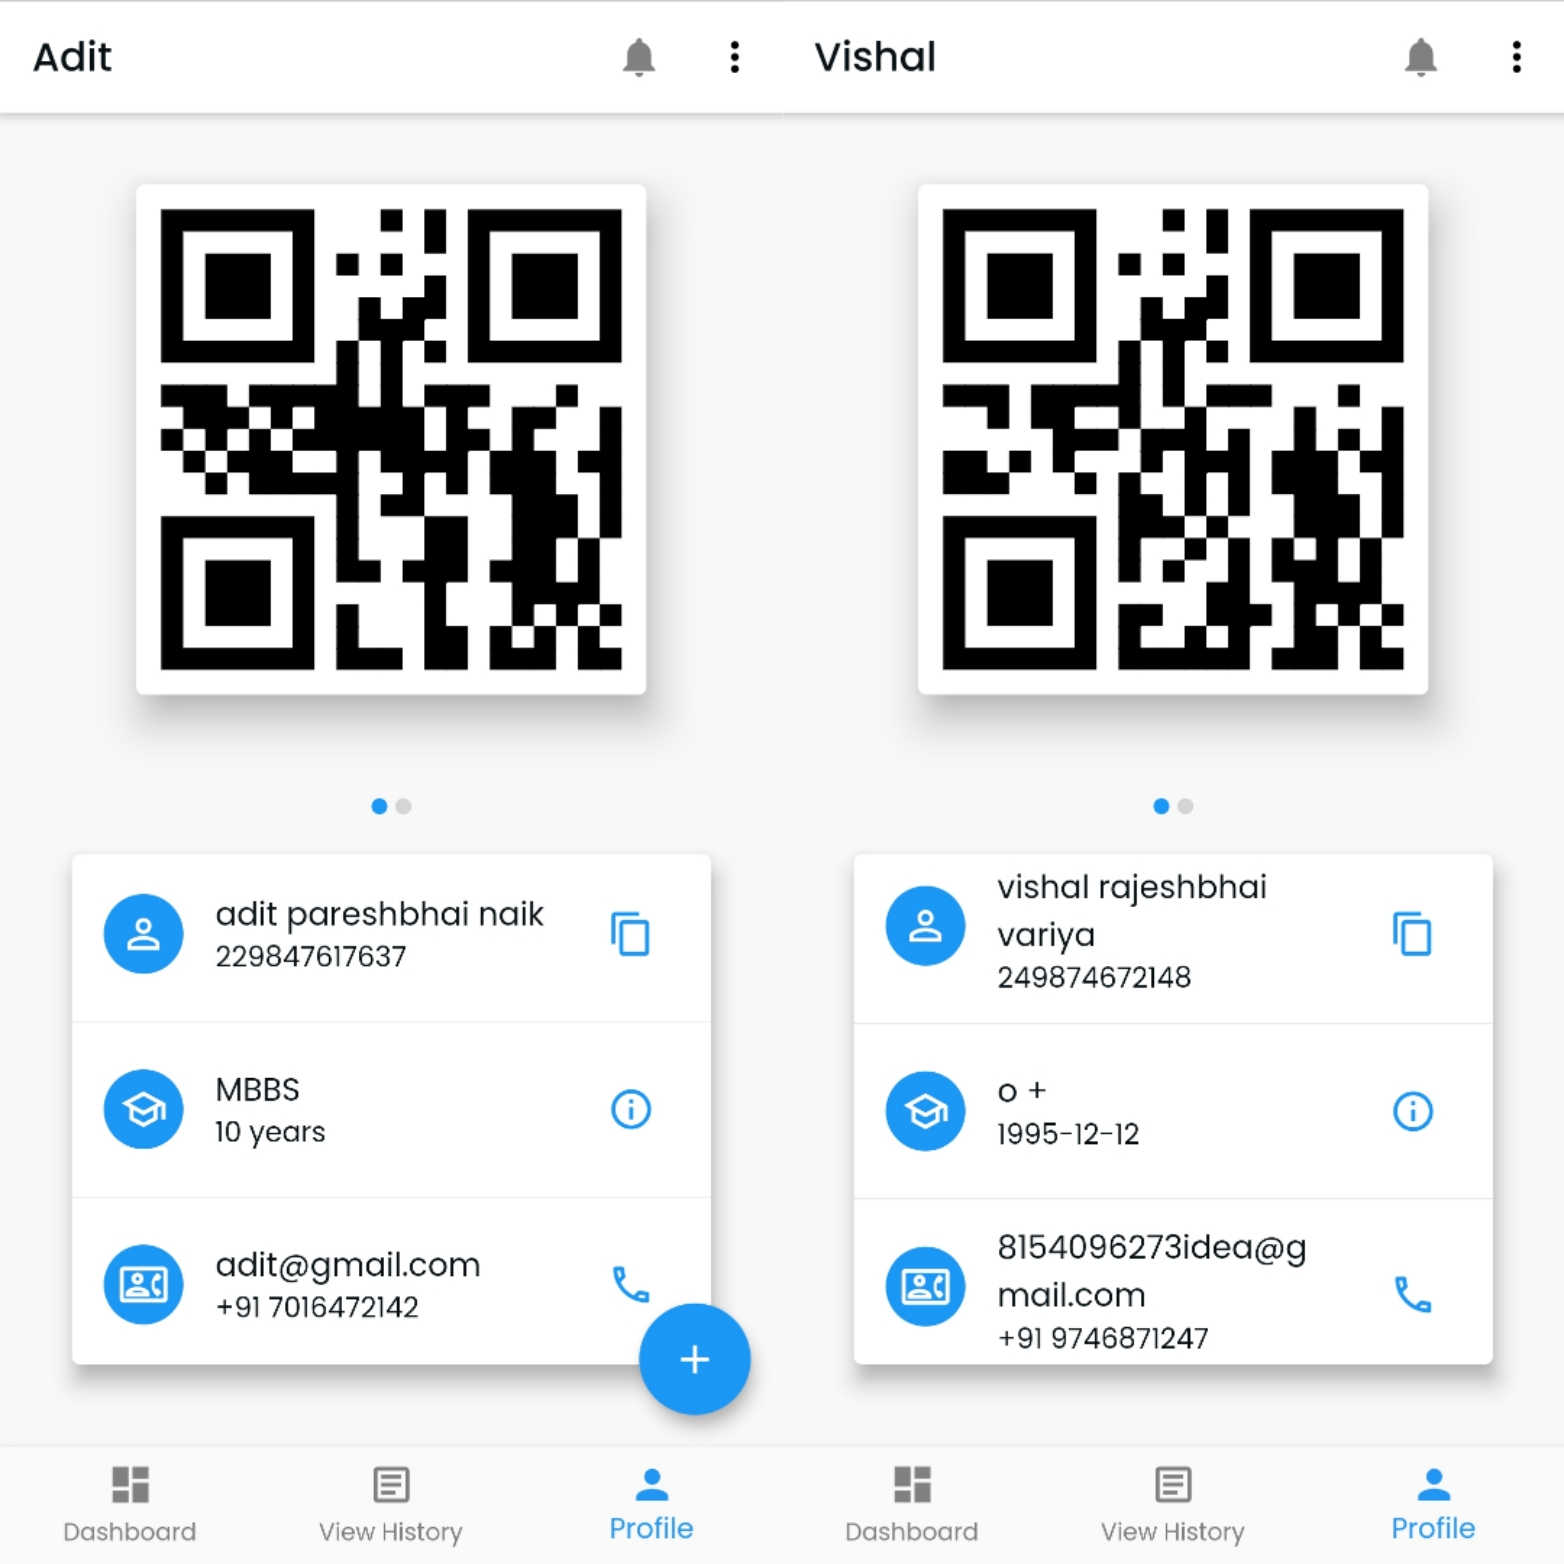 Adit
adit pareshbhai naik
229847617637
MBBS
10 years
adit@gmail.com
+91 7016472142
Dashboard
View History
Profile
Vishal
vishal rajeshbhai
variya
249874672148
o +
1995-12-12
8154096273idea@g
mail.com
+91 9746871247
Dashboard
View History
Profile